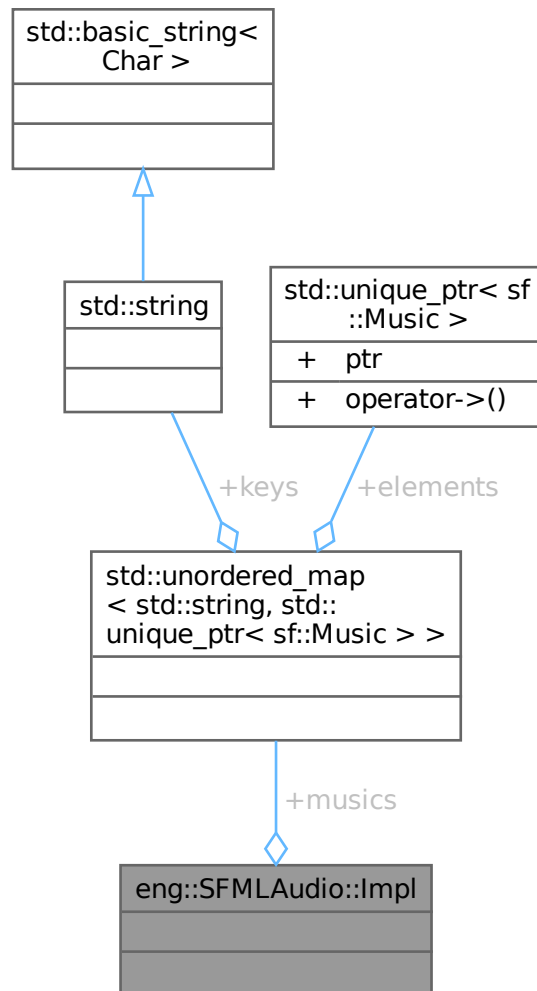 std::basic_string<
Char >
std::string
std::unique_ptr< sf
::Music >
+ ptr
+ operator->()
+keys
+elements
std::unordered_map
< std::string, std::
unique_ptr< sf::Music > >
+musics
eng::SFMLAudio::Impl